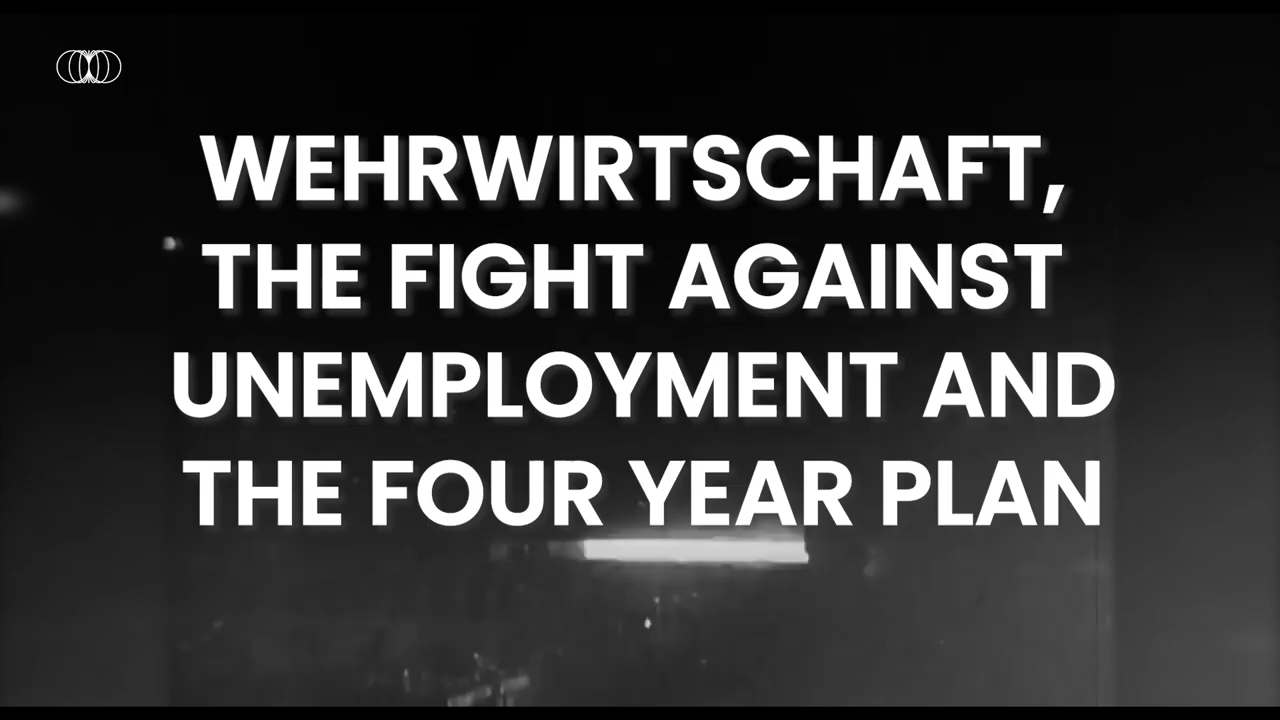 WEHRWIRTSCHAFT,
THE FIGHT AGAINST
UNEMPLOYMENT AND
THE FOUR YEAR PLAN